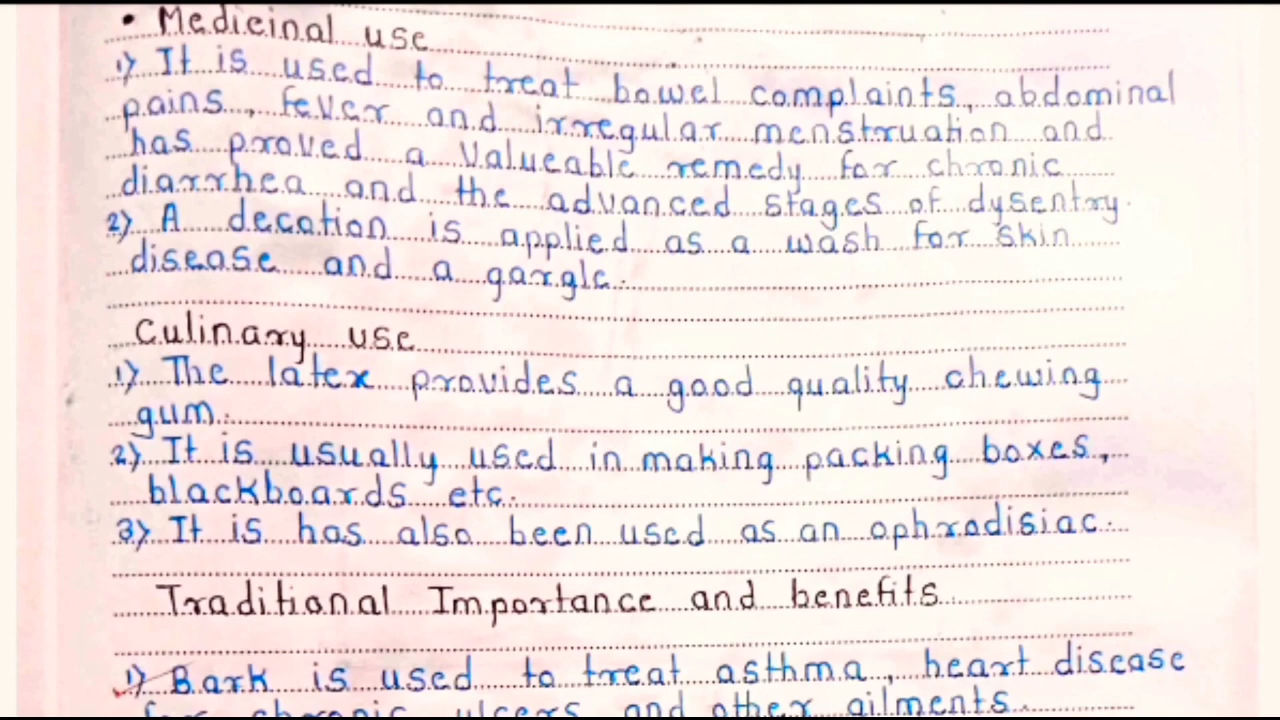 • Medicinal use
1) It is used to treat bowel complaints, abdominal
pains, fever and irregular menstruation and
has proved a valueable remedy for chronic
diarrhea and the advanced stages of dysentry.
2) A decotion is applied as a wash for skin
disease and a gargle.
Culinary use
1) The latex provides a good quality chewing
gum.
2) It is usually used in making packing boxes,
blackboards etc.
3) It is has also been used as an aphrodisiac.
Traditional Importance and benefits
1) Bark is used to treat asthma, heart disease
for chronic ulcers and other ailments.